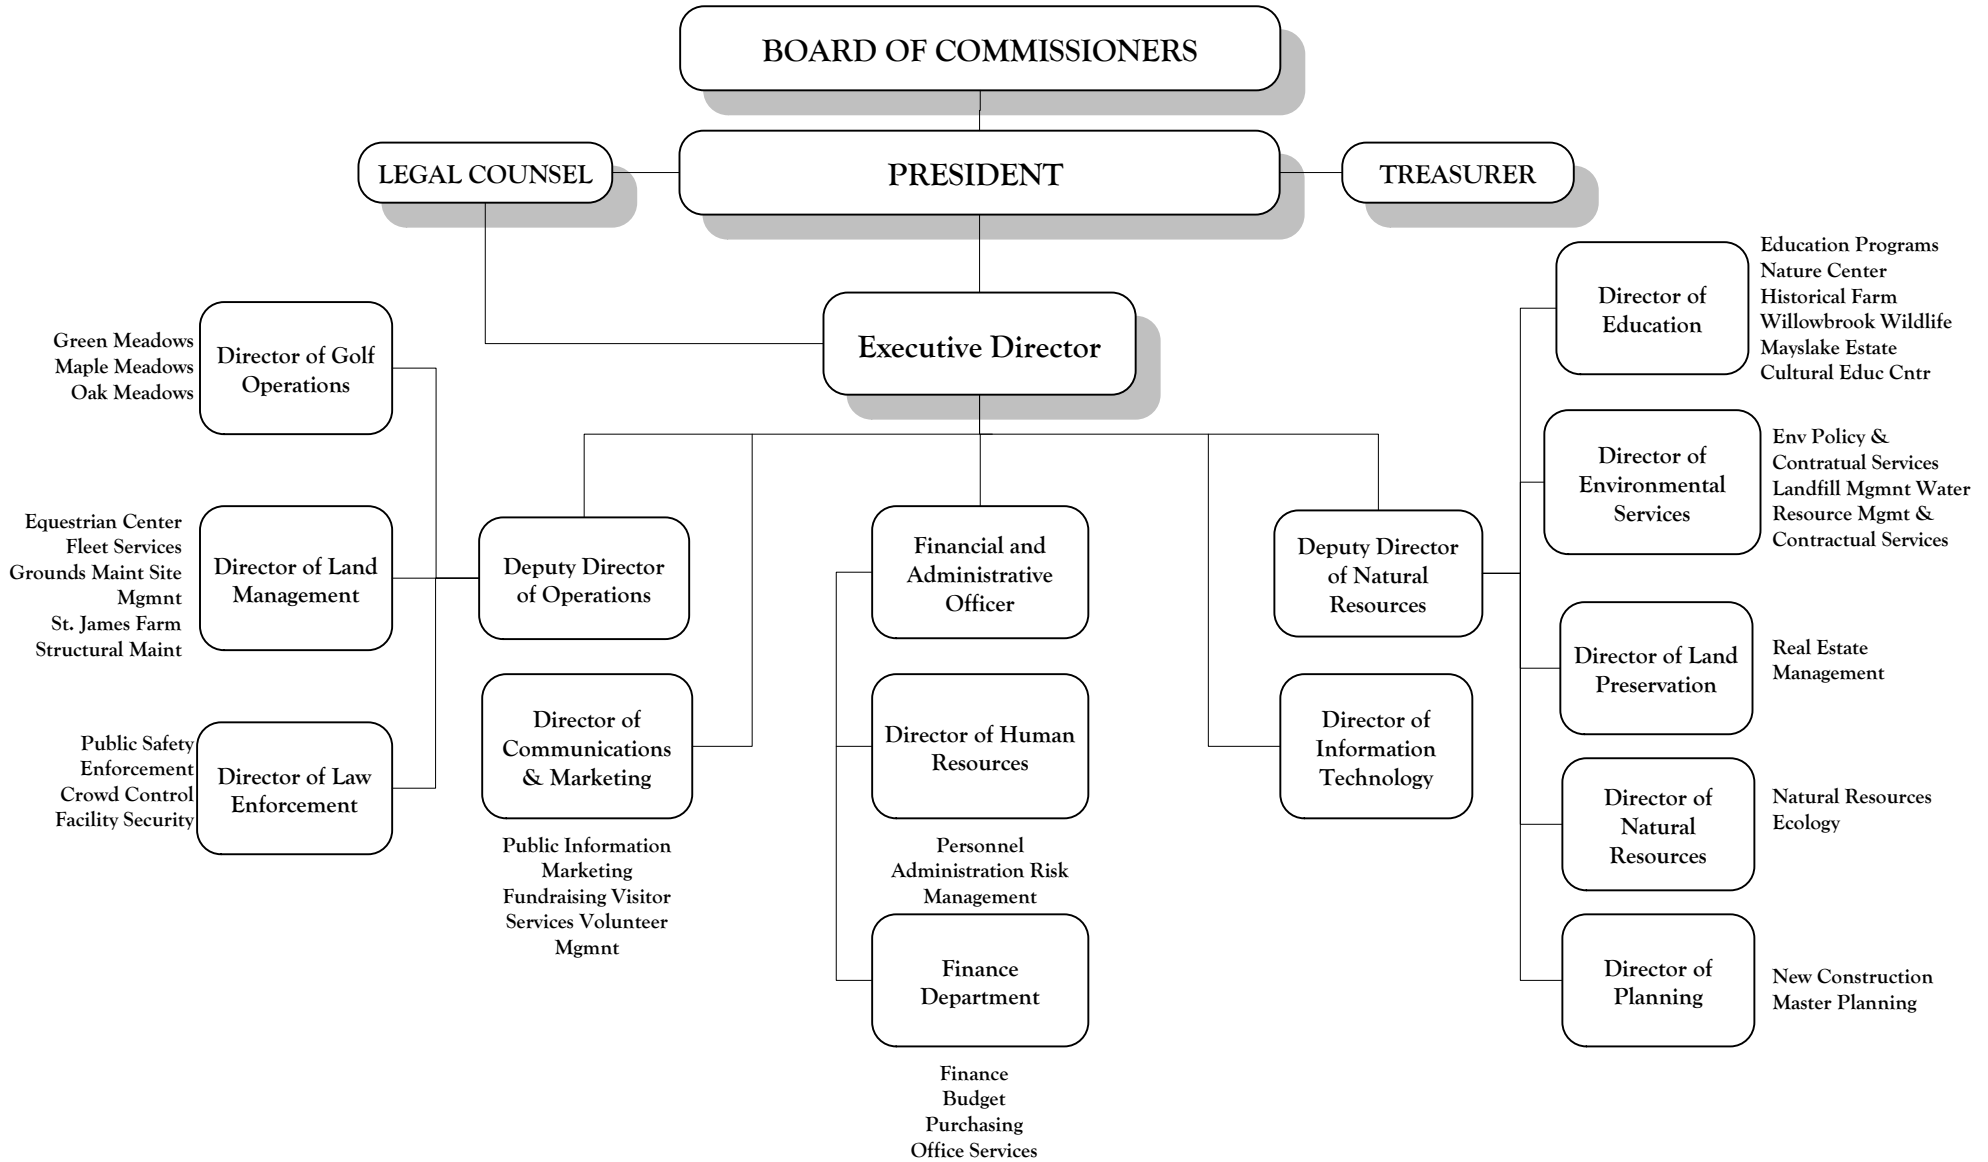 BOARD OF COMMISSIONERS
LEGAL COUNSEL
PRESIDENT
TREASURER
Executive Director
Green Meadows
Maple Meadows
Oak Meadows
Director of Golf
Operations
Equestrian Center
Fleet Services
Grounds Maint Site
Mgmnt
St. James Farm
Structural Maint
Director of Land
Management
Public Safety
Enforcement
Crowd Control
Facility Security
Director of Law
Enforcement
Deputy Director
of Operations
Director of
Communications
& Marketing
Public Information
Marketing
Fundraising Visitor
Services Volunteer
Mgmnt
Financial and
Administrative
Officer
Director of Human
Resources
Personnel
Administration Risk
Management
Finance
Department
Finance
Budget
Purchasing
Office Services
Deputy Director
of Natural
Resources
Director of
Information
Technology
Director of
Education
Education Programs
Nature Center
Historical Farm
Willowbrook Wildlife
Mayslake Estate
Cultural Educ Cntr
Director of
Environmental
Services
Env Policy &
Contratual Services
Landfill Mgmnt Water
Resource Mgmt &
Contractual Services
Director of Land
Preservation
Real Estate
Management
Director of
Natural
Resources
Natural Resources
Ecology
Director of
Planning
New Construction
Master Planning